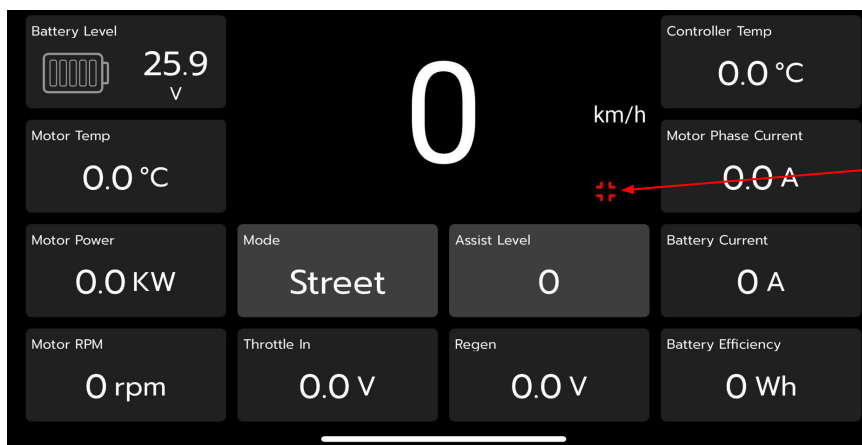 Battery Level
25.9
V
0
km/h
Controller Temp
0.0 °C
Motor Temp
0.0 °C
Motor Phase Current
0.0 A
Motor Power
0.0 KW
Mode
Street
Assist Level
0
Battery Current
0 A
Motor RPM
0 rpm
Throttle In
0.0 V
Regen
0.0 V
Battery Efficiency
0 Wh